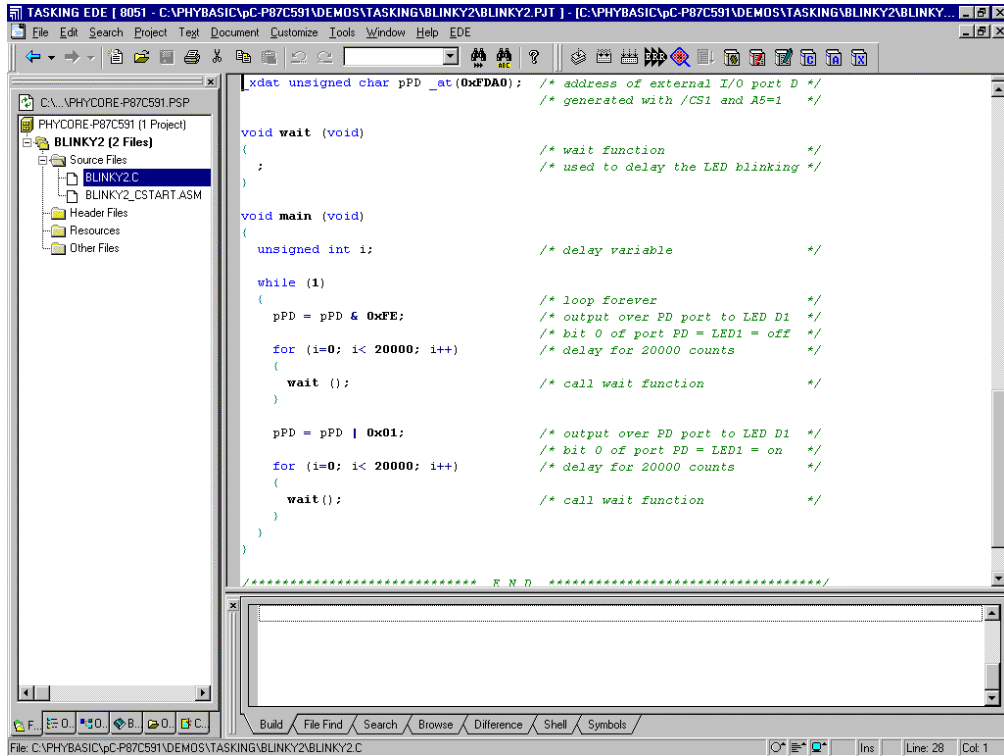 TASKING EDE [ 8051 - C:\PHYBASIC\pC-P87C591\DEMOS\TASKING\BLINKY2\BLINKY2.PJT ] - [C:\PHYBASIC\pC-P87C591\DEMOS\TASKING\BLINKY2\BLINKY...
File Edit Search Project Text Document Customize Tools Window Help EDE
C:\...\PHYCORE-P87C591.PSP
PHYCORE-P87C591 (1 Project)
BLINKY2 (2 Files)
Source Files
BLINKY2.C
BLINKY2_CSTART.ASM
Header Files
Resources
Other Files
_xdat unsigned char pPD _at(0xFDA0); /* address of external I/O port D */
/* generated with /CS1 and A5=1 */
void wait (void)
{ /* wait function */
; /* used to delay the LED blinking */
}
void main (void)
{
unsigned int i; /* delay variable */
while (1)
{ /* loop forever */
pPD = pPD & 0xFE; /* output over PD port to LED D1 */
/* bit 0 of port PD = LED1 = off */
for (i=0; i< 20000; i++) /* delay for 20000 counts */
{
wait (); /* call wait function */
}
pPD = pPD | 0x01; /* output over PD port to LED D1 */
/* bit 0 of port PD = LED1 = on */
for (i=0; i< 20000; i++) /* delay for 20000 counts */
{
wait(); /* call wait function */
}
}
}
/***************************** E N D ***********************************/
F.. O.. O.. B.. O.. C..
Build File Find Search Browse Difference Shell Symbols
File: C:\PHYBASIC\pC-P87C591\DEMOS\TASKING\BLINKY2\BLINKY2.C Ins Line: 28 Col: 1